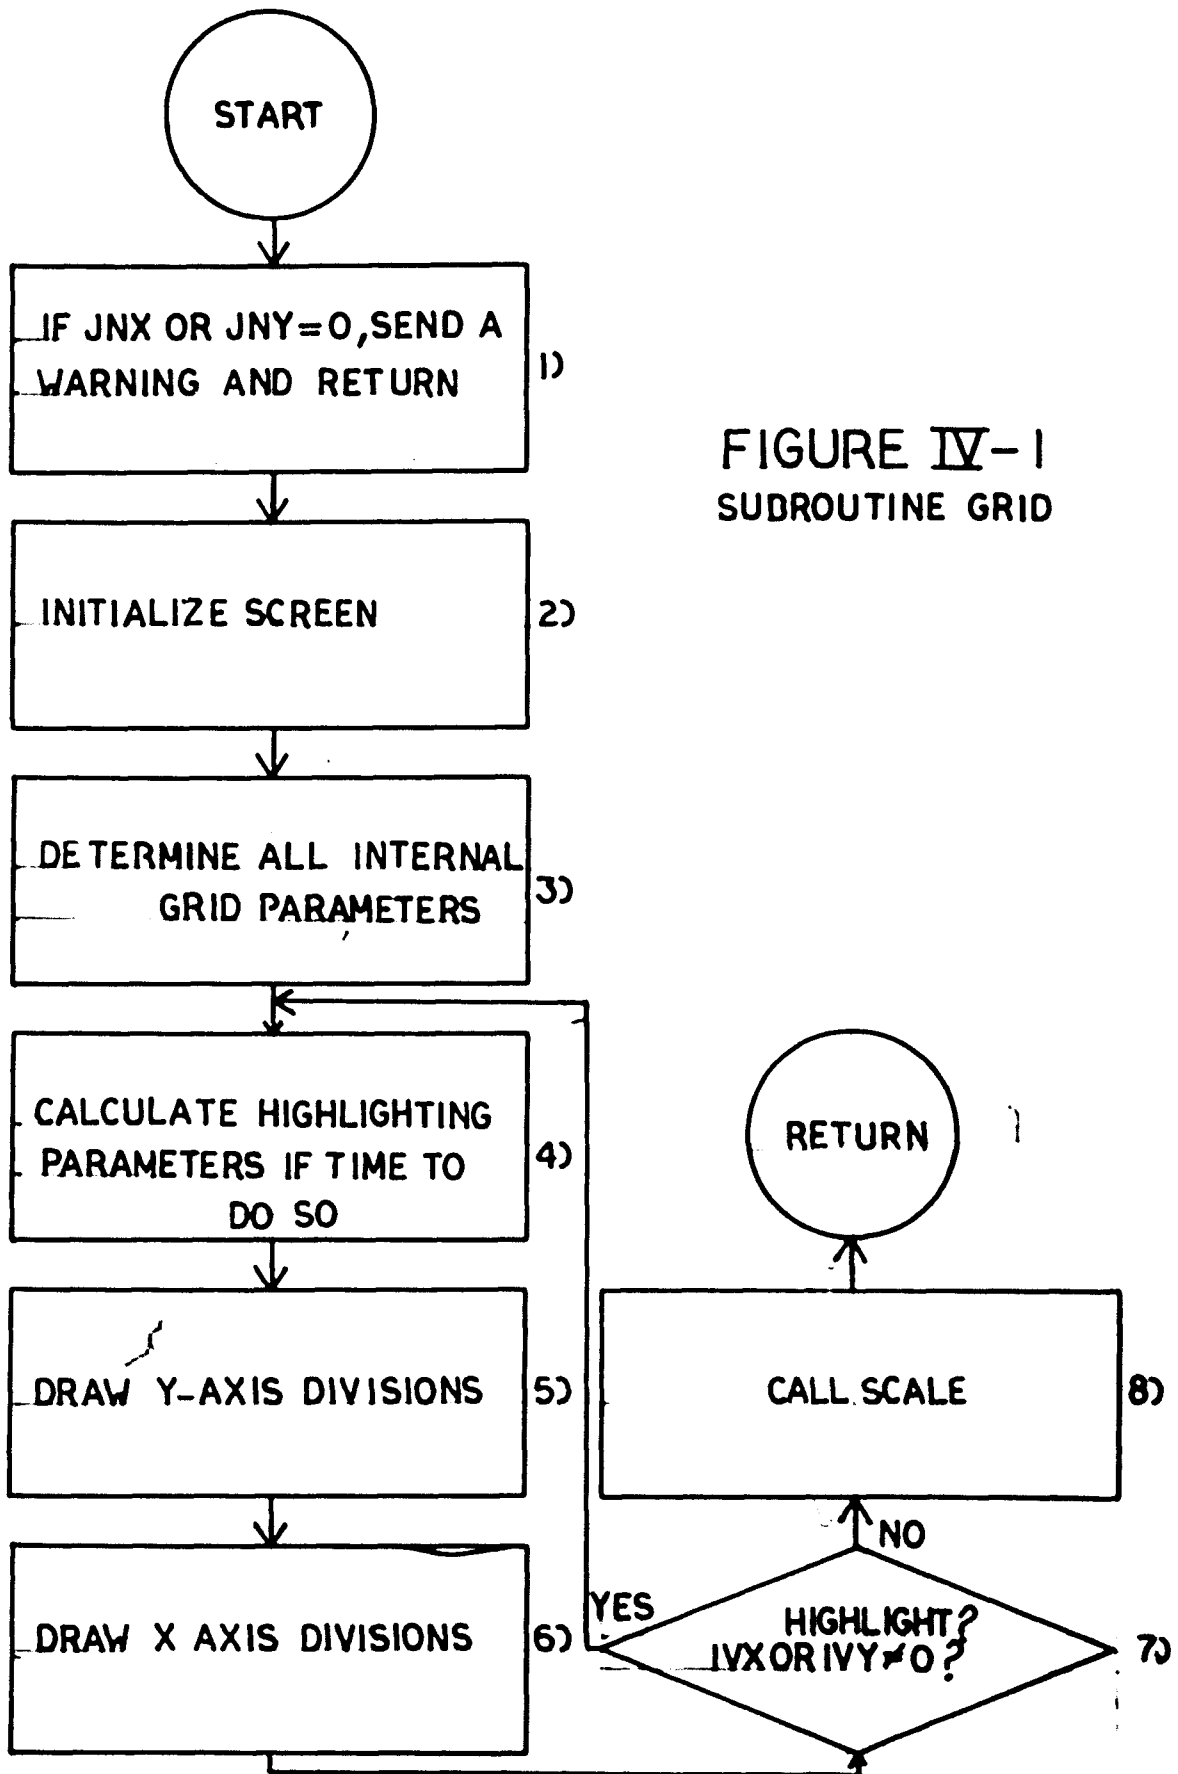 START
IF JNX OR JNY=0, SEND A
WARNING AND RETURN
1)
FIGURE IV-1
SUBROUTINE GRID
INITIALIZE SCREEN
2)
DETERMINE ALL INTERNAL
GRID PARAMETERS
3)
CALCULATE HIGHLIGHTING
PARAMETERS IF TIME TO
DO SO
4)
DRAW Y-AXIS DIVISIONS
5)
DRAW X AXIS DIVISIONS
6)
YES
HIGHLIGHT?
IVX OR IVY≠0?
7)
NO
CALL SCALE
8)
RETURN